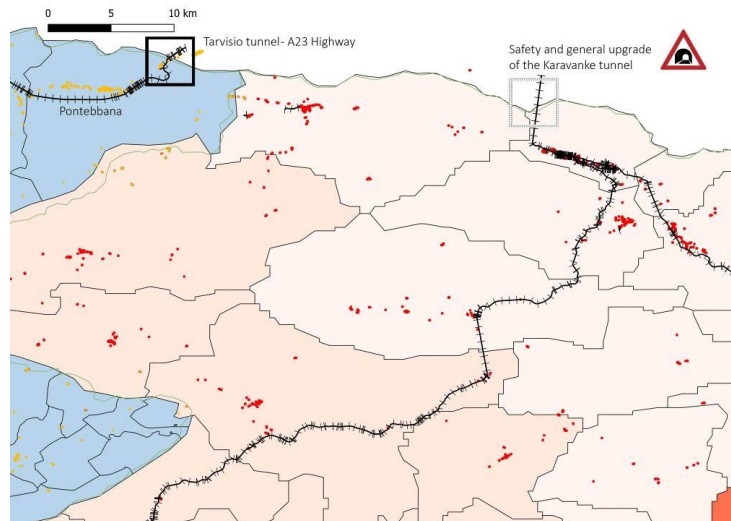 0 5 10 km
Tarvisio tunnel- A23 Highway
Safety and general upgrade
of the Karavanke tunnel
Pontebbana